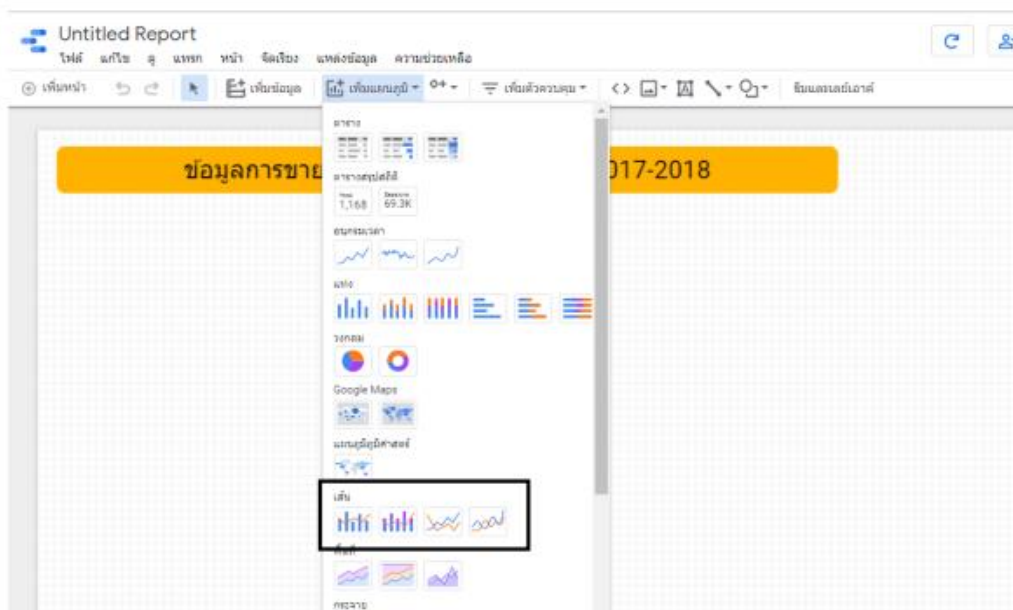 Untitled Report
ไฟล์ แก้ไข ดู แทรก หน้า จัดเรียง แหล่งข้อมูล ความช่วยเหลือ
เพิ่มหน้า เพิ่มข้อมูล เพิ่มแผนภูมิ เพิ่มตัวควบคุม ธีมและเลย์เอาต์
ข้อมูลการขาย 017-2018
ตาราง
ตารางสรุปสถิติ
Total Sessions
1,168 69.3K
อนุกรมเวลา
แท่ง
วงกลม
Google Maps
แผนภูมิภูมิศาสตร์
เส้น
พื้นที่
กระจาย